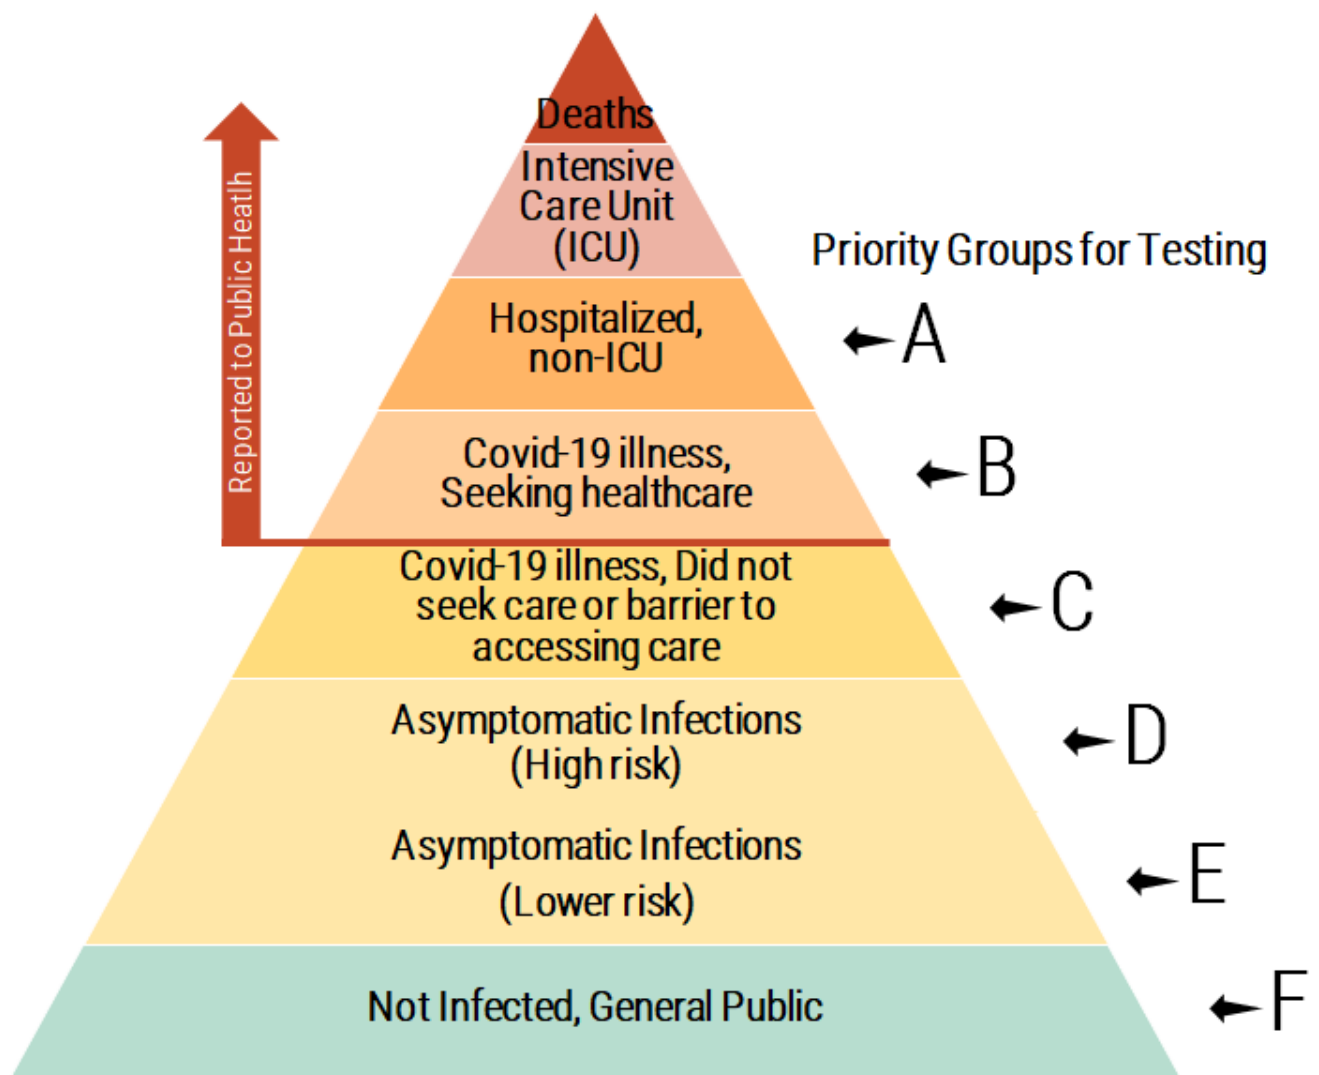 Deaths
Intensive
Care Unit
(ICU)
Priority Groups for Testing
Hospitalized,
non-ICU
A
Reported to Public Heatlh
Covid-19 illness,
Seeking healthcare
B
Covid-19 illness, Did not
seek care or barrier to
accessing care
C
Asymptomatic Infections
(High risk)
D
Asymptomatic Infections
(Lower risk)
E
Not Infected, General Public
F